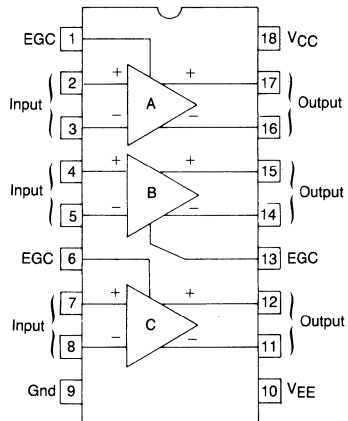 EGC 1 18 VCC
2 + + 17
Input A Output
3 − − 16
4 + + 15
Input B Output
5 − − 14
EGC 6 13 EGC
7 + + 12
Input C Output
8 − − 11
Gnd 9 10 VEE